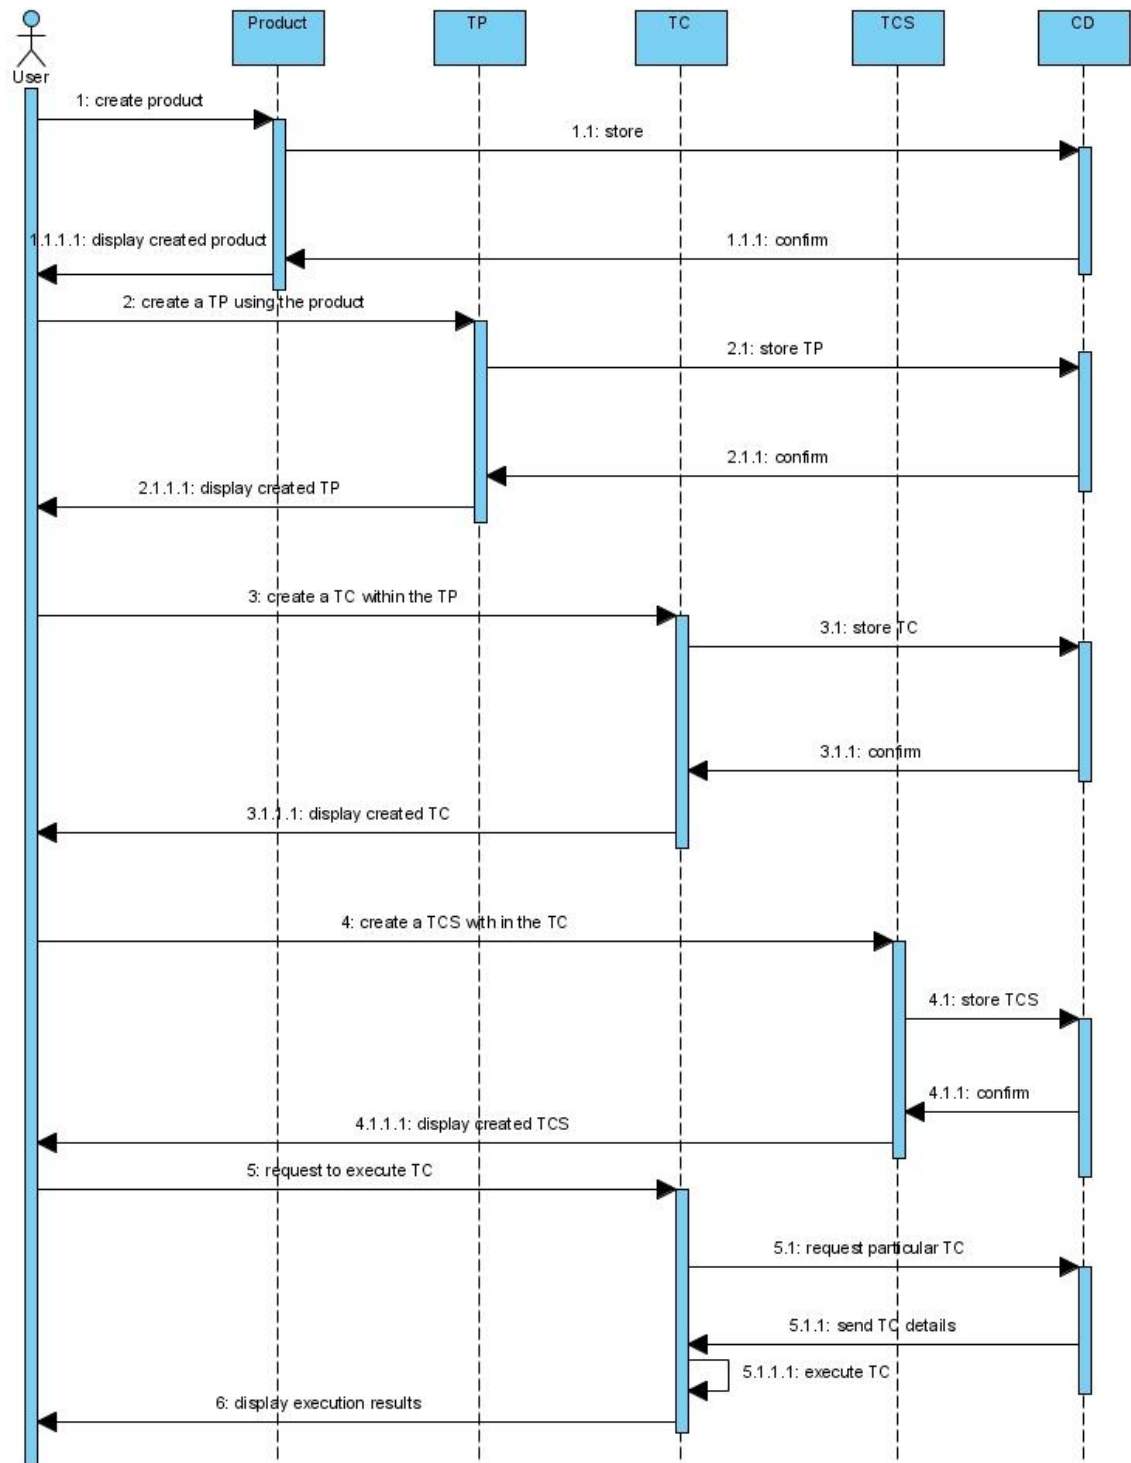 Product
TP
TC
TCS
CD
User
1: create product
1.1: store
1.1.1.1: display created product
1.1.1: confirm
2: create a TP using the product
2.1: store TP
2.1.1: confirm
2.1.1.1: display created TP
3: create a TC within the TP
3.1: store TC
3.1.1: confirm
3.1.1.1: display created TC
4: create a TCS with in the TC
4.1: store TCS
4.1.1: confirm
4.1.1.1: display created TCS
5: request to execute TC
5.1: request particular TC
5.1.1: send TC details
5.1.1.1: execute TC
6: display execution results